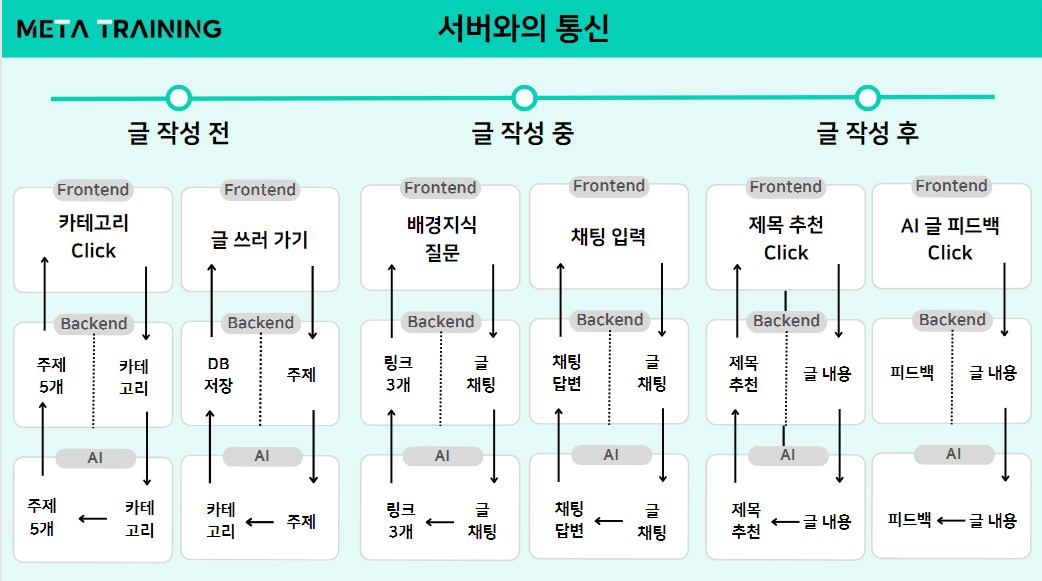 META TRAINING
서버와의 통신
글 작성 전
글 작성 중
글 작성 후
Frontend
카테고리
Click
Backend
주제
5개
카테
고리
AI
주제
5개
카테
고리
Frontend
글 쓰러 가기
Backend
DB
저장
주제
AI
카테
고리
주제
Frontend
배경지식
질문
Backend
링크
3개
글
채팅
AI
링크
3개
글
채팅
Frontend
채팅 입력
Backend
채팅
답변
글
채팅
AI
채팅
답변
글
채팅
Frontend
제목 추천
Click
Backend
제목
추천
글 내용
AI
제목
추천
글 내용
Frontend
AI 글 피드백
Click
Backend
피드백
글 내용
AI
피드백
글 내용